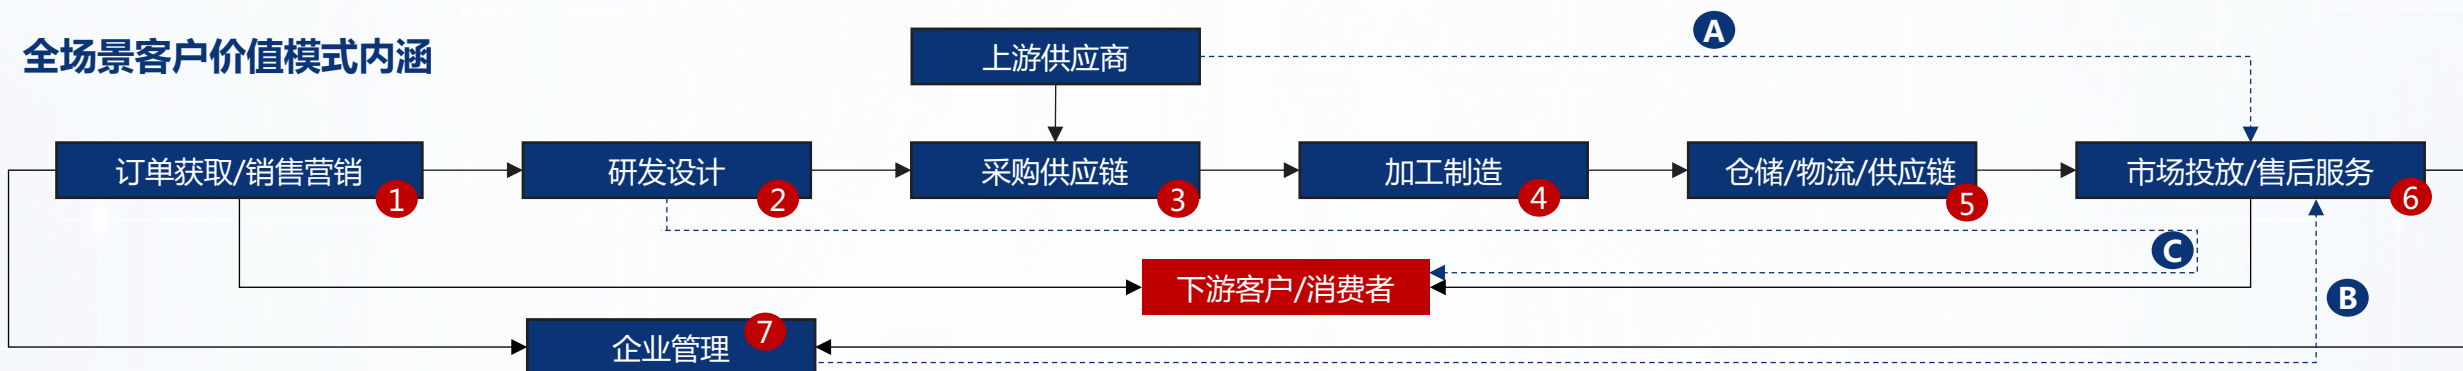 全场景客户价值模式内涵
上游供应商
A
订单获取/销售营销
1
研发设计
2
采购供应链
3
加工制造
4
仓储/物流/供应链
5
市场投放/售后服务
6
C
下游客户/消费者
B
企业管理
7